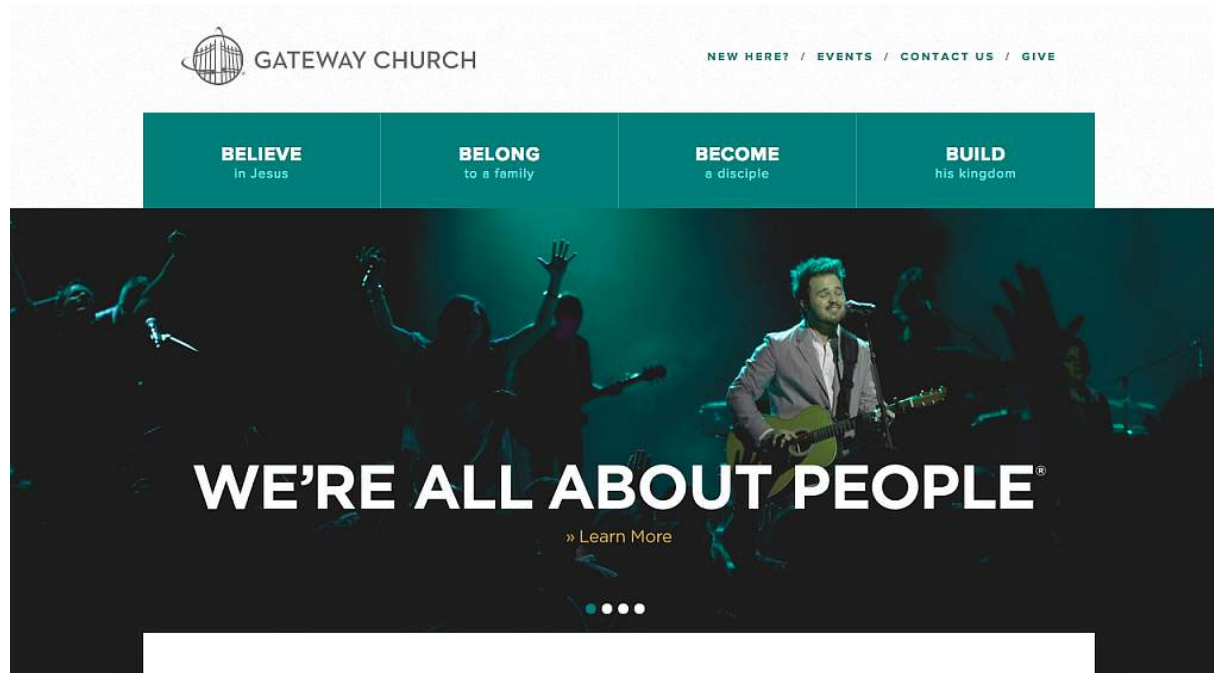 GATEWAY CHURCH
NEW HERE? / EVENTS / CONTACT US / GIVE
BELIEVE
in Jesus
BELONG
to a family
BECOME
a disciple
BUILD
his kingdom
WE’RE ALL ABOUT PEOPLE®
» Learn More